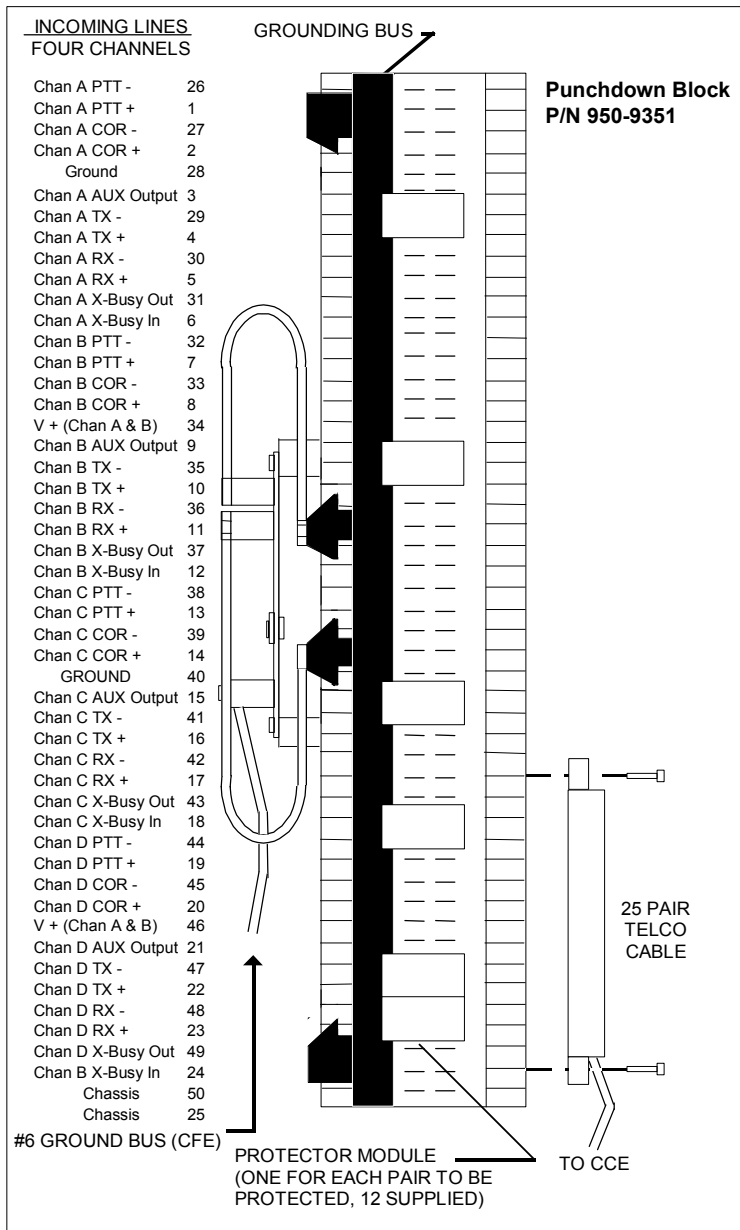 INCOMING LINES
FOUR CHANNELS
GROUNDING BUS
Punchdown Block
P/N 950-9351
Chan A PTT - 26
Chan A PTT + 1
Chan A COR - 27
Chan A COR + 2
Ground 28
Chan A AUX Output 3
Chan A TX - 29
Chan A TX + 4
Chan A RX - 30
Chan A RX + 5
Chan A X-Busy Out 31
Chan A X-Busy In 6
Chan B PTT - 32
Chan B PTT + 7
Chan B COR - 33
Chan B COR + 8
V + (Chan A & B) 34
Chan B AUX Output 9
Chan B TX - 35
Chan B TX + 10
Chan B RX - 36
Chan B RX + 11
Chan B X-Busy Out 37
Chan B X-Busy In 12
Chan C PTT - 38
Chan C PTT + 13
Chan C COR - 39
Chan C COR + 14
GROUND 40
Chan C AUX Output 15
Chan C TX - 41
Chan C TX + 16
Chan C RX - 42
Chan C RX + 17
Chan C X-Busy Out 43
Chan C X-Busy In 18
Chan D PTT - 44
Chan D PTT + 19
Chan D COR - 45
Chan D COR + 20
V + (Chan A & B) 46
Chan D AUX Output 21
Chan D TX - 47
Chan D TX + 22
Chan D RX - 48
Chan D RX + 23
Chan D X-Busy Out 49
Chan B X-Busy In 24
Chassis 50
Chassis 25
#6 GROUND BUS (CFE)
25 PAIR
TELCO
CABLE
PROTECTOR MODULE
(ONE FOR EACH PAIR TO BE
PROTECTED, 12 SUPPLIED)
TO CCE